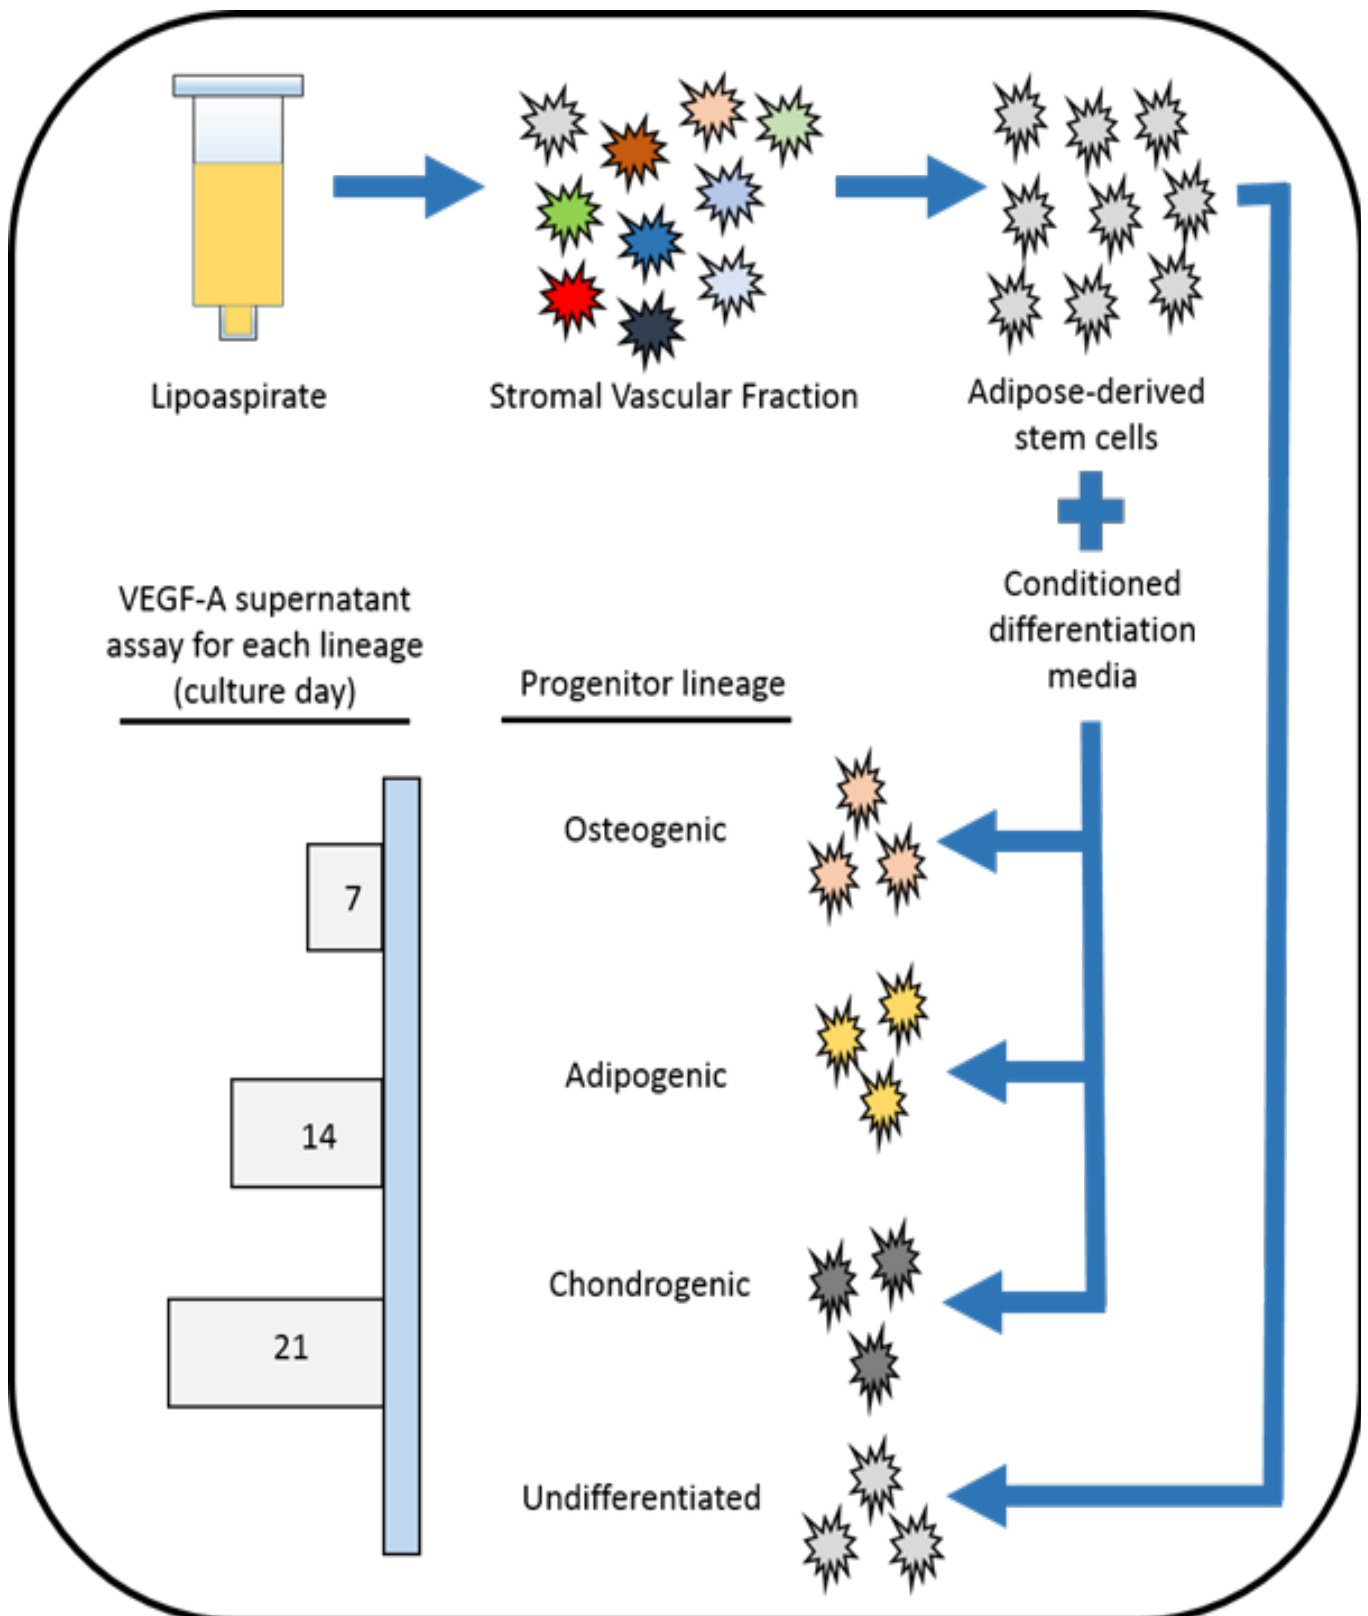 Lipoaspirate
Stromal Vascular Fraction
Adipose-derived
stem cells
Conditioned
differentiation
media
VEGF-A supernatant
assay for each lineage
(culture day)
Progenitor lineage
Osteogenic
7
Adipogenic
14
Chondrogenic
21
Undifferentiated